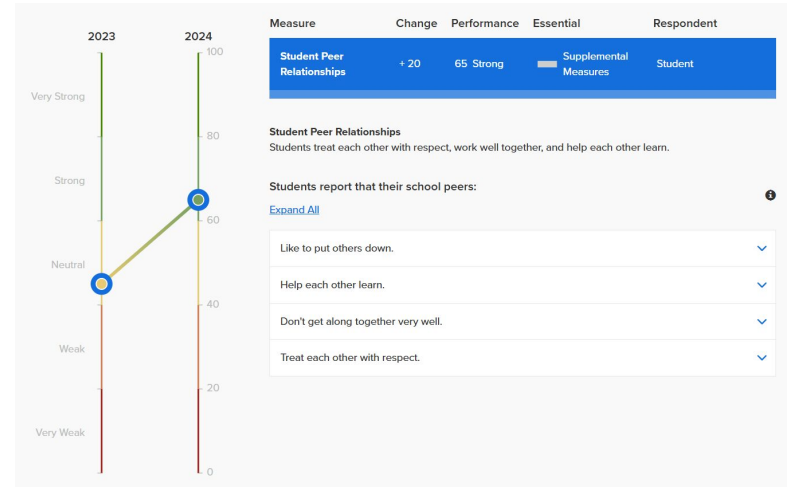 2023 2024
100
Very Strong
80
Strong
60
Neutral
40
Weak
20
Very Weak
0
Measure Change Performance Essential Respondent
Student Peer
Relationships
+ 20
65 Strong
Supplemental
Measures
Student
Student Peer Relationships
Students treat each other with respect, work well together, and help each other learn.
Students report that their school peers:
Expand All
Like to put others down.
Help each other learn.
Don't get along together very well.
Treat each other with respect.